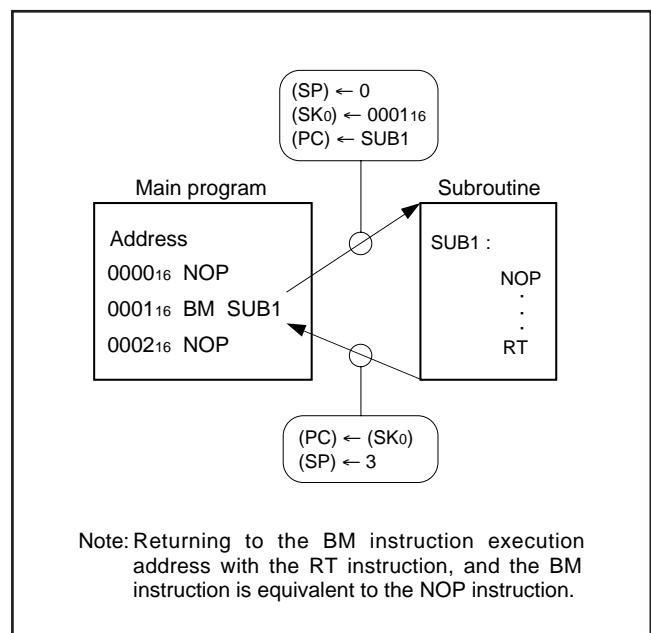 (SP) ← 0
(SK0) ← 000116
(PC) ← SUB1
Main program
Subroutine
Address
000016 NOP
000116 BM SUB1
000216 NOP
SUB1 :
NOP
·
·
·
RT
(PC) ← (SK0)
(SP) ← 3
Note: Returning to the BM instruction execution
address with the RT instruction, and the BM
instruction is equivalent to the NOP instruction.